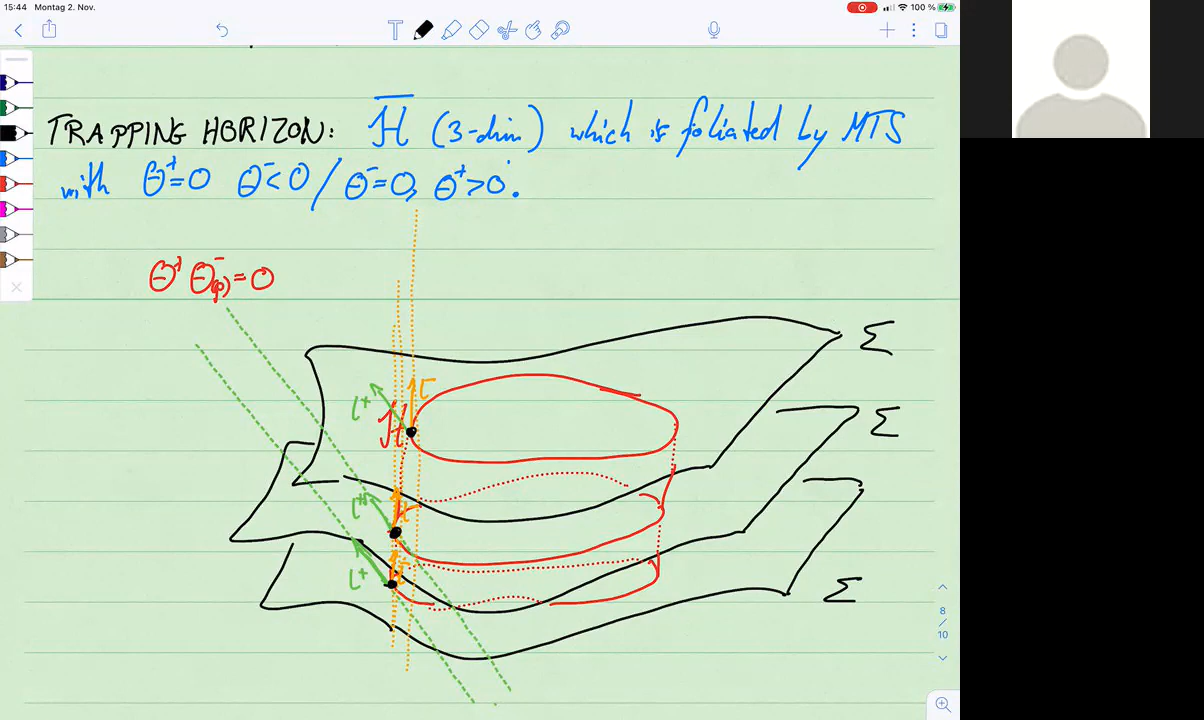 15:44 Montag 2. Nov. 100 %
TRAPPING HORIZON: H̅ (3-dim) which is foliated by MTS
with Θ⁺=0 Θ⁻<0 / Θ⁻=0, Θ⁺>0.
Θ⁺ Θ⁻(p) = 0
Σ
l⁺ H t
Σ
l⁺ t
l⁺ t Σ
8
/
10